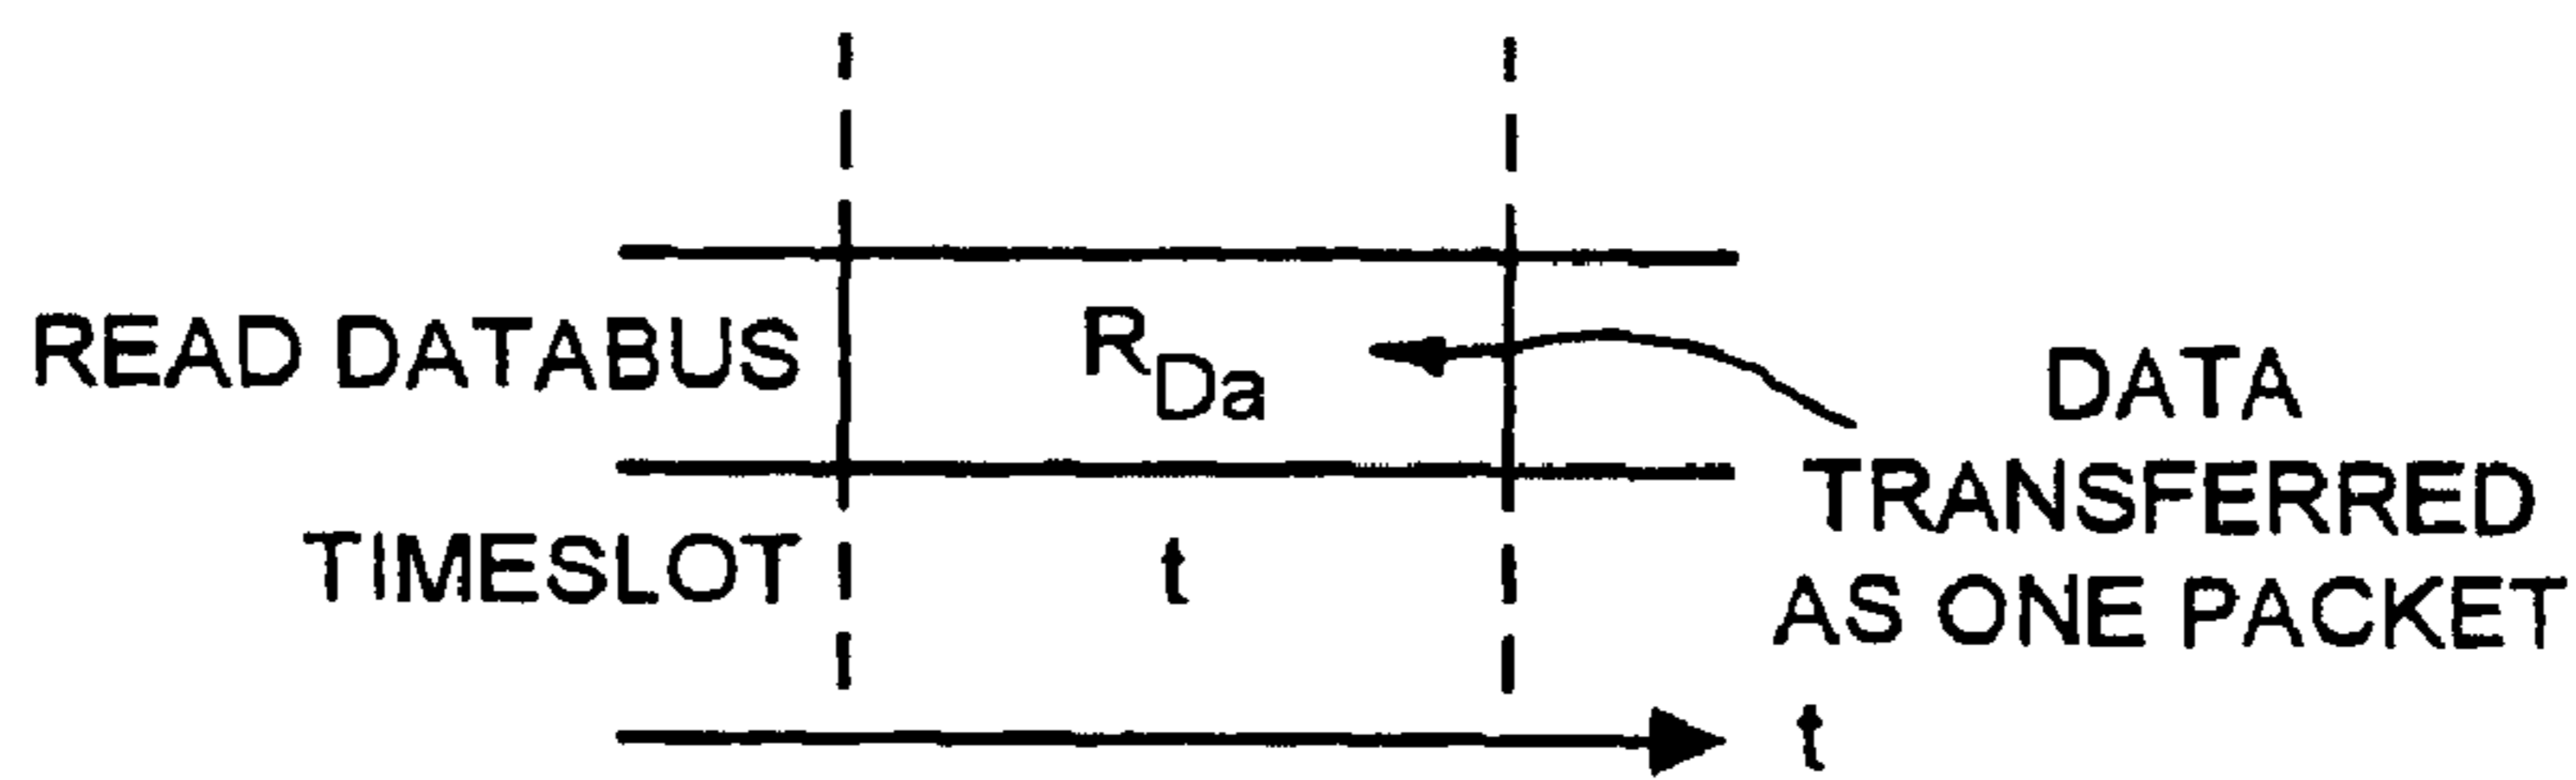 READ DATABUS
R_Da
DATA
TRANSFERRED
AS ONE PACKET
TIMESLOT
t
t